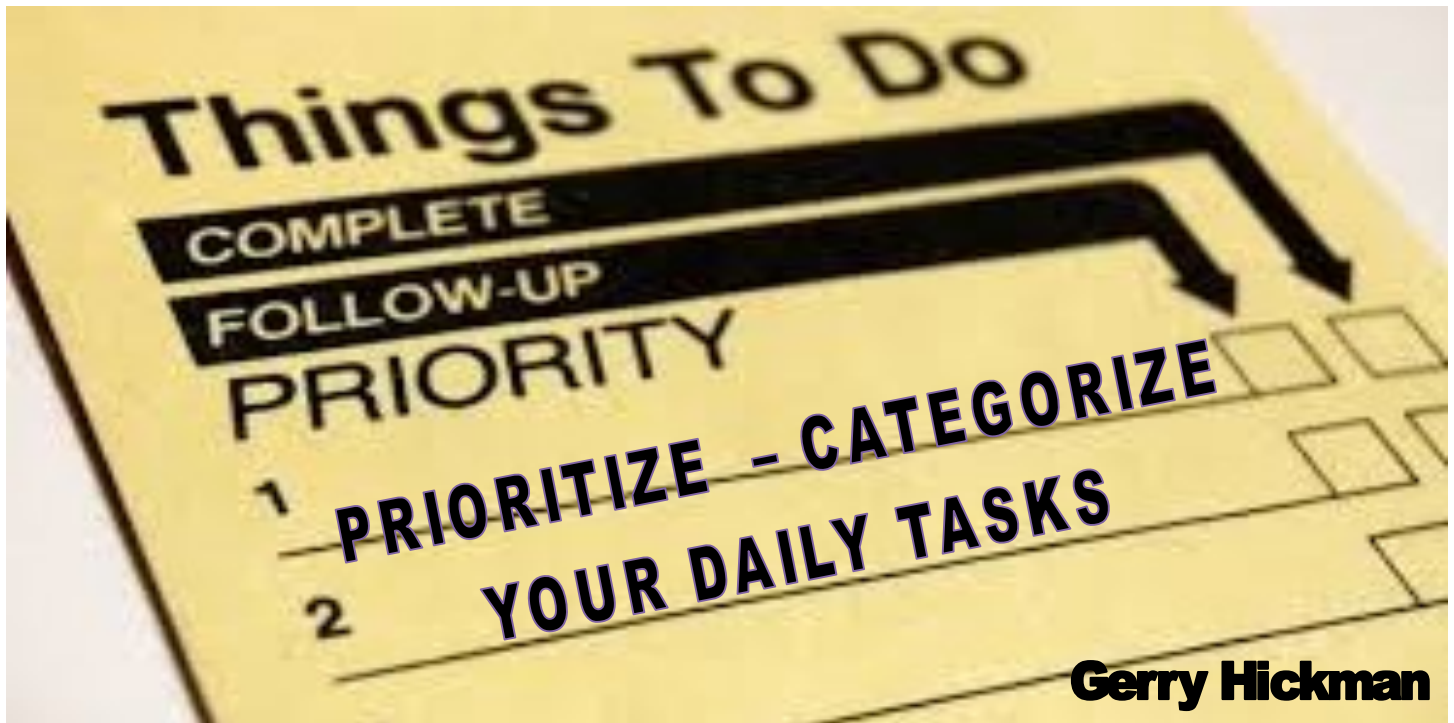 Things To Do
COMPLETE
FOLLOW-UP
PRIORITY
1
PRIORITIZE – CATEGORIZE
2
YOUR DAILY TASKS
Gerry Hickman